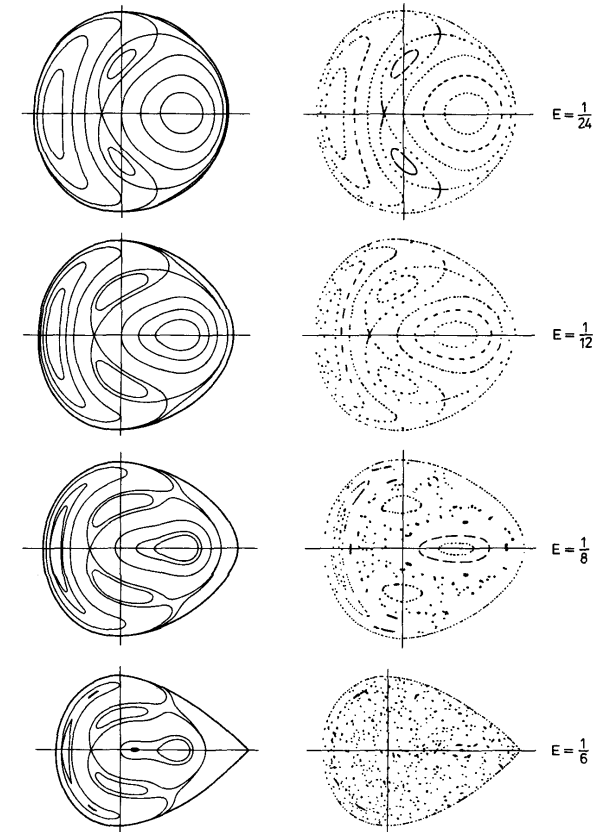 E = 1/24
E = 1/12
E = 1/8
E = 1/6